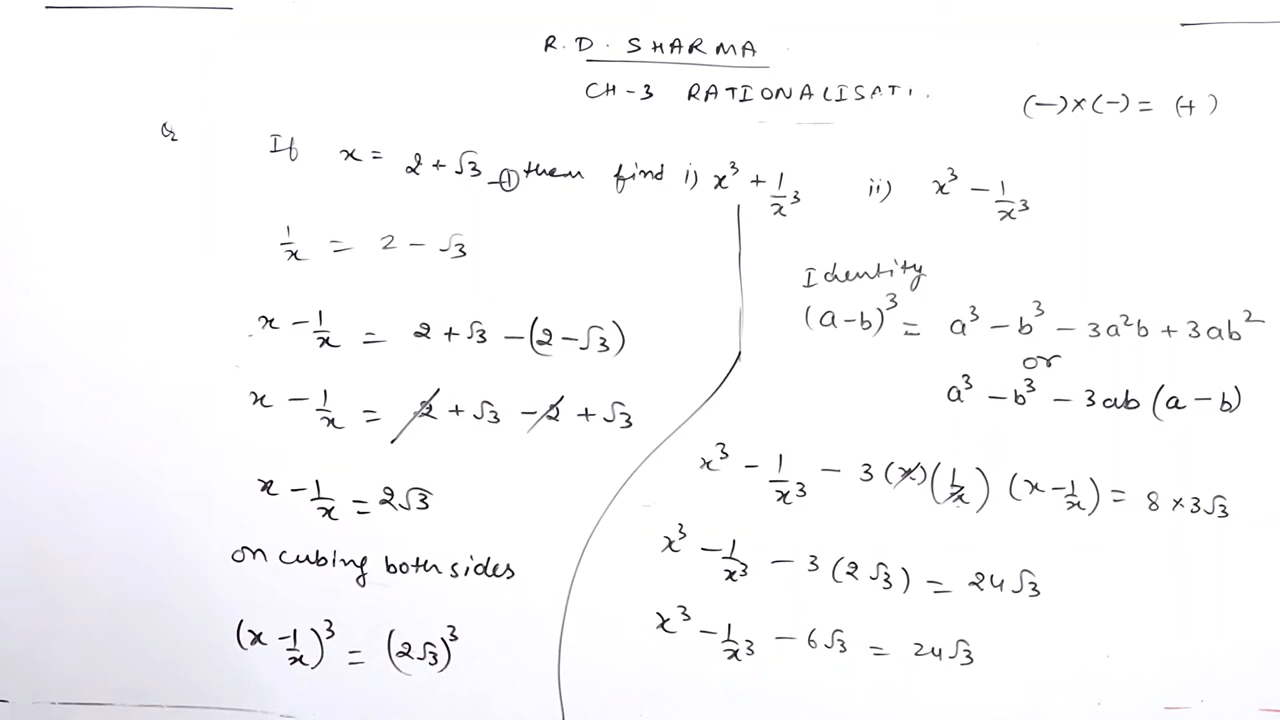 R. D. SHARMA
CH-3 RATIONALISATI
(-)×(-) = (+)
Q If x = 2 + √3 –① then find i) x³ + 1/x³ ii) x³ - 1/x³
1/x = 2 - √3
x - 1/x = 2 + √3 - (2 - √3)
x - 1/x = 2 + √3 - 2 + √3
x - 1/x = 2√3
on cubing both sides
(x - 1/x)³ = (2√3)³
Identity
(a-b)³ = a³ - b³ - 3a²b + 3ab²
or
a³ - b³ - 3ab (a - b)
x³ - 1/x³ - 3 (x)(1/x) (x - 1/x) = 8 × 3√3
x³ - 1/x³ - 3 (2√3) = 24√3
x³ - 1/x³ - 6√3 = 24√3